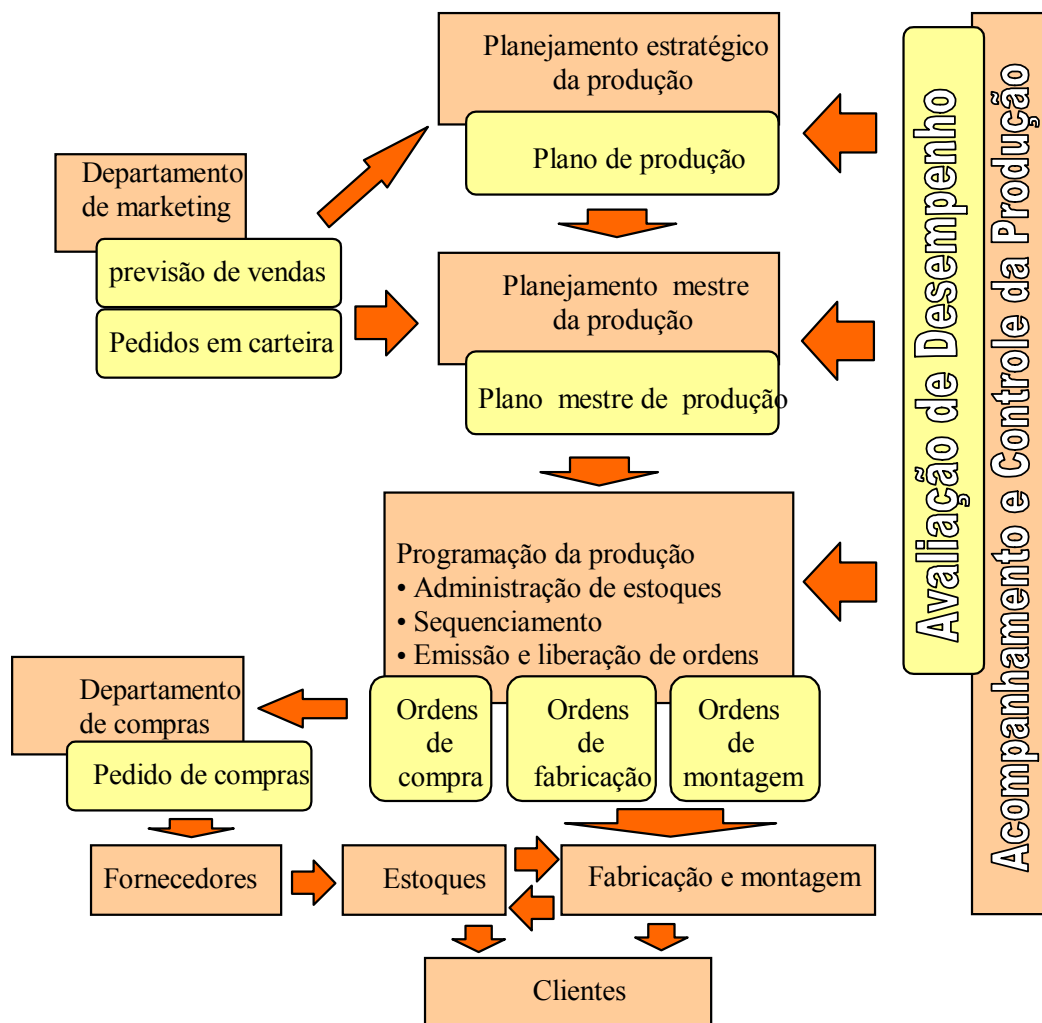 Planejamento estratégico
da produção
Plano de produção
Departamento
de marketing
previsão de vendas
Pedidos em carteira
Planejamento mestre
da produção
Plano mestre de produção
Programação da produção
• Administração de estoques
• Sequenciamento
• Emissão e liberação de ordens
Ordens
de
compra
Ordens
de
fabricação
Ordens
de
montagem
Departamento
de compras
Pedido de compras
Fornecedores
Estoques
Fabricação e montagem
Clientes
Avaliação de Desempenho
Acompanhamento e Controle da Produção